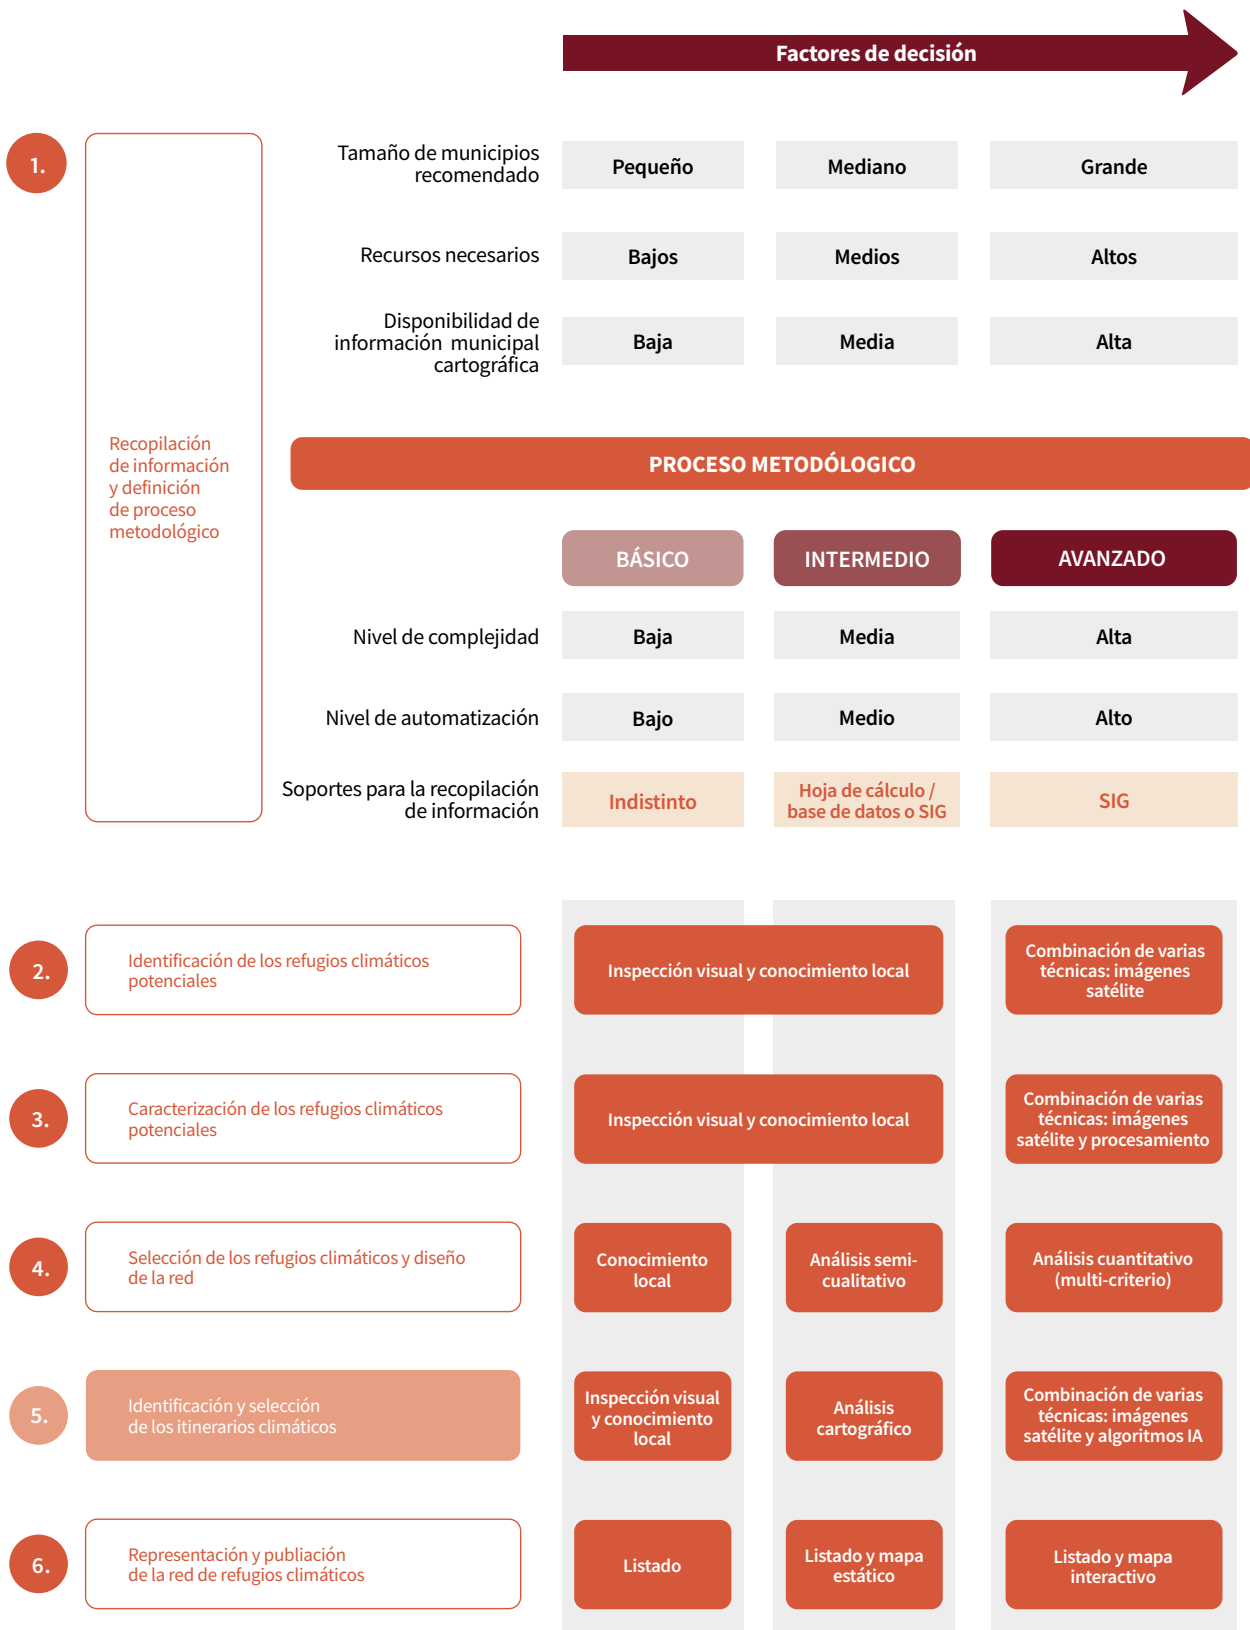 Factores de decisión
1.
Recopilación
de información
y definición
de proceso
metodológico
Tamaño de municipios
recomendado
Pequeño
Mediano
Grande
Recursos necesarios
Bajos
Medios
Altos
Disponibilidad de
información municipal
cartográfica
Baja
Media
Alta
PROCESO METODÓLOGICO
BÁSICO
INTERMEDIO
AVANZADO
Nivel de complejidad
Baja
Media
Alta
Nivel de automatización
Bajo
Medio
Alto
Soportes para la recopilación
de información
Indistinto
Hoja de cálculo /
base de datos o SIG
SIG
2.
Identificación de los refugios climáticos
potenciales
Inspección visual y conocimiento local
Combinación de varias
técnicas: imágenes
satélite
3.
Caracterización de los refugios climáticos
potenciales
Inspección visual y conocimiento local
Combinación de varias
técnicas: imágenes
satélite y procesamiento
4.
Selección de los refugios climáticos y diseño
de la red
Conocimiento
local
Análisis semi-
cualitativo
Análisis cuantitativo
(multi-criterio)
5.
Identificación y selección
de los itinerarios climáticos
Inspección visual
y conocimiento
local
Análisis
cartográfico
Combinación de varias
técnicas: imágenes
satélite y algoritmos IA
6.
Representación y publiación
de la red de refugios climáticos
Listado
Listado y mapa
estático
Listado y mapa
interactivo